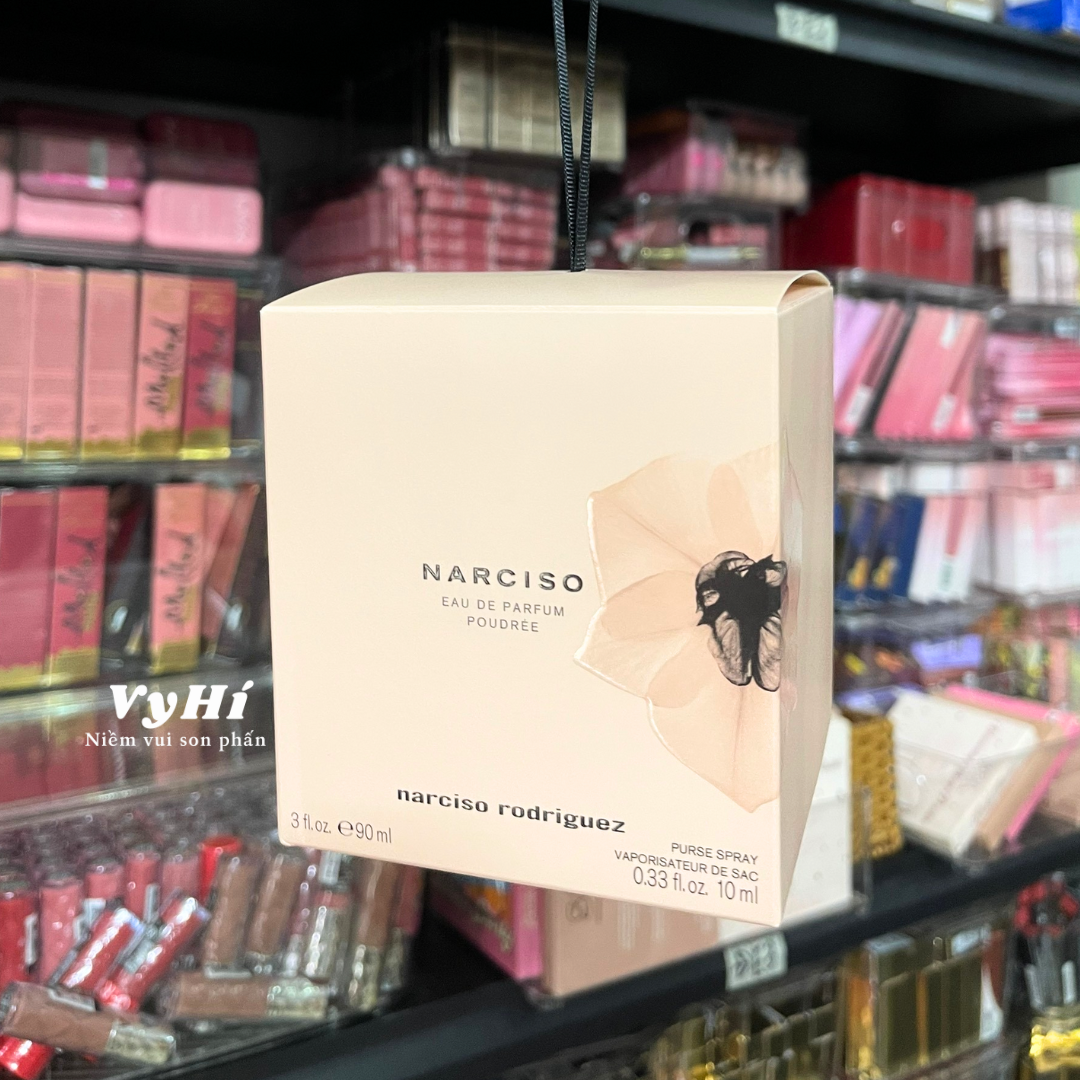 NARCISO
EAU DE PARFUM
POUDRÉE
VyHí
Niềm vui son phấn
narciso rodriguez
3 fl.oz. ℮90 ml
PURSE SPRAY
VAPORISATEUR DE SAC
0.33 fl.oz. 10 ml